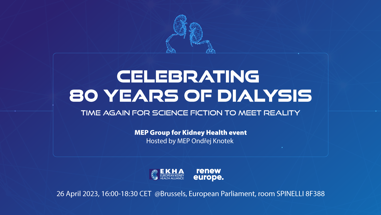 CELEBRATING
80 YEARS OF DIALYSIS
TIME AGAIN FOR SCIENCE FICTION TO MEET REALITY
MEP Group for Kidney Health event
Hosted by MEP Ondřej Knotek
EKHA
renew
europe.
26 April 2023, 16:00-18:30 CET @Brussels, European Parliament, room SPINELLI 8F388